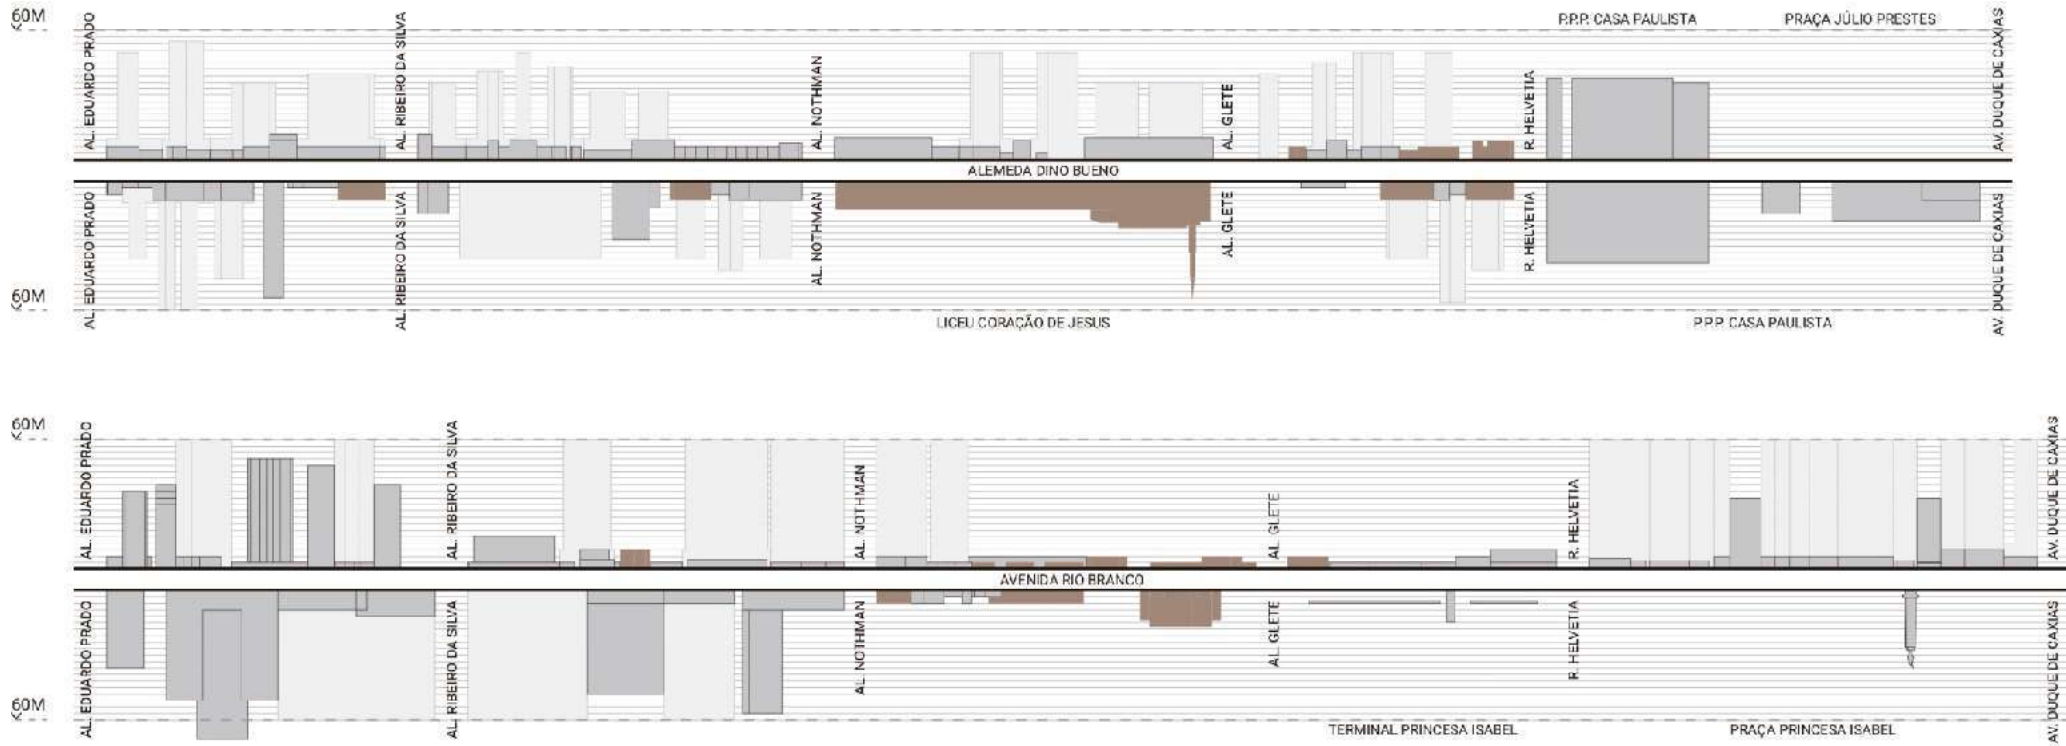 60M
P.P.P. CASA PAULISTA
PRAÇA JÚLIO PRESTES
AL. EDUARDO PRADO
AL. RIBEIRO DA SILVA
AL. NOTHMAN
AL. GLETE
R. HELVETIA
AV. DUQUE DE CAXIAS
ALEMEDA DINO BUENO
AL. EDUARDO PRADO
AL. RIBEIRO DA SILVA
AL. NOTHMAN
AL. GLETE
R. HELVETIA
AV. DUQUE DE CAXIAS
60M
LICEU CORAÇÃO DE JESUS
P.P.P. CASA PAULISTA
60M
AL. EDUARDO PRADO
AL. RIBEIRO DA SILVA
AL. NOTHMAN
AL. GLETE
R. HELVETIA
AV. DUQUE DE CAXIAS
AVENIDA RIO BRANCO
AL. EDUARDO PRADO
AL. RIBEIRO DA SILVA
AL. NOTHMAN
AL. GLETE
R. HELVETIA
AV. DUQUE DE CAXIAS
60M
TERMINAL PRINCESA ISABEL
PRAÇA PRINCESA ISABEL